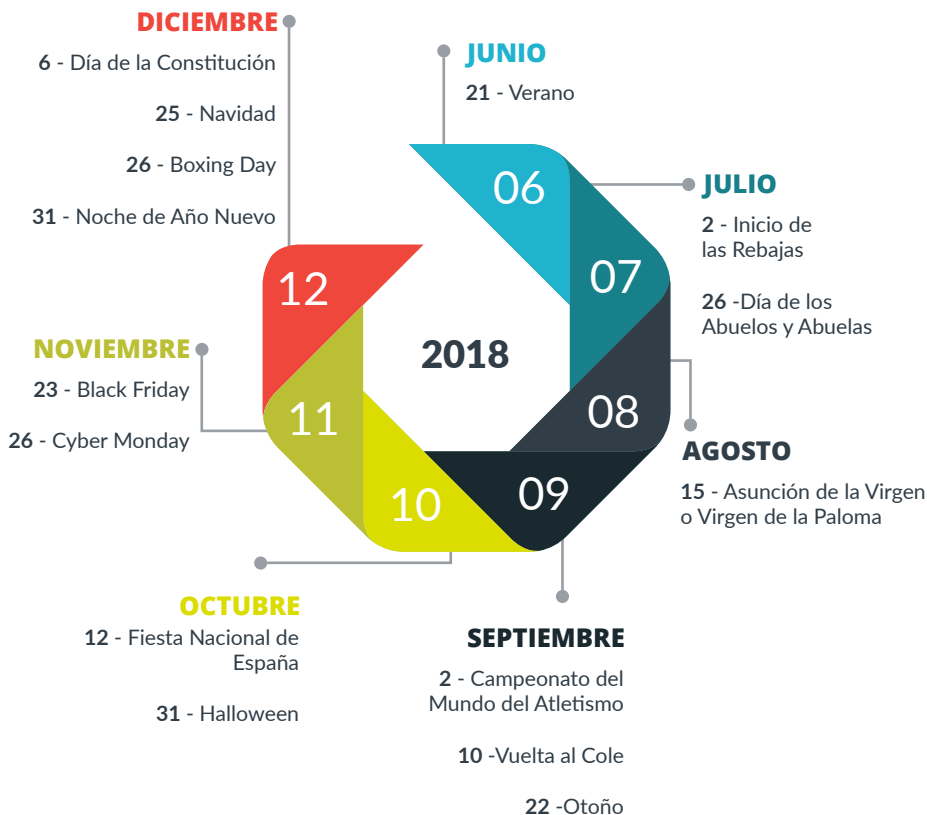 JUNIO
21 - Verano
06
JULIO
2 - Inicio de
las Rebajas
26 -Día de los
Abuelos y Abuelas
07
AGOSTO
15 - Asunción de la Virgen
o Virgen de la Paloma
08
SEPTIEMBRE
2 - Campeonato del
Mundo del Atletismo
10 -Vuelta al Cole
22 -Otoño
09
OCTUBRE
12 - Fiesta Nacional de
España
31 - Halloween
10
NOVIEMBRE
23 - Black Friday
26 - Cyber Monday
11
DICIEMBRE
6 - Día de la Constitución
25 - Navidad
26 - Boxing Day
31 - Noche de Año Nuevo
12
2018